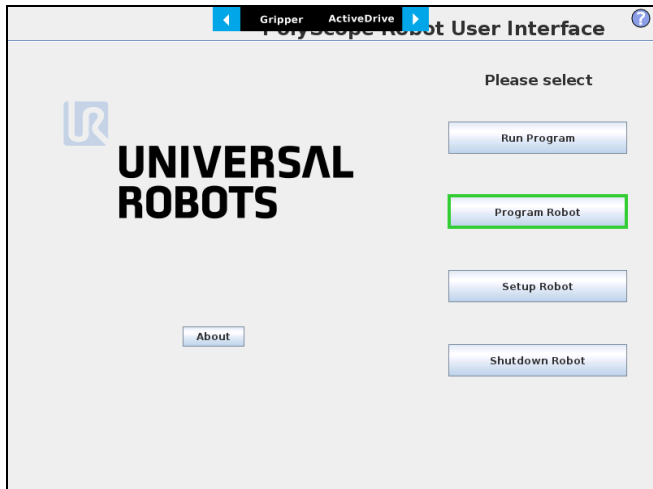 Gripper ActiveDrive
PolyScope Robot User Interface
?
Please select
UR
UNIVERSAL
ROBOTS
Run Program
Program Robot
Setup Robot
About
Shutdown Robot